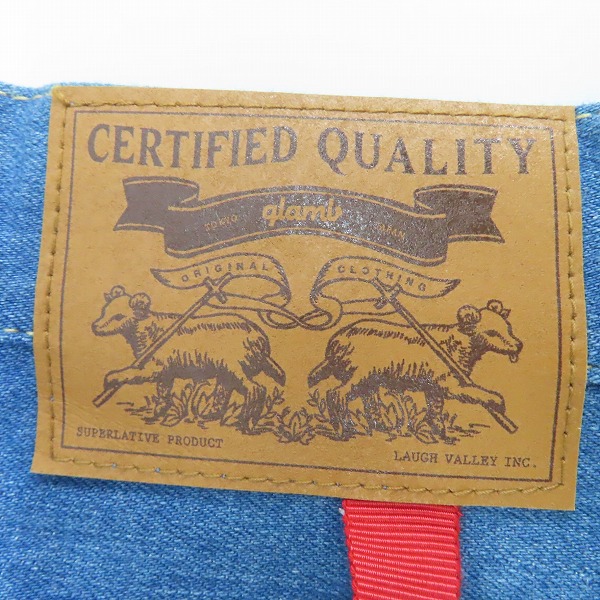 CERTIFIED QUALITY
TOKYO glamb JAPAN
ORIGINAL CLOTHING
SUPERLATIVE PRODUCT
LAUGH VALLEY INC.